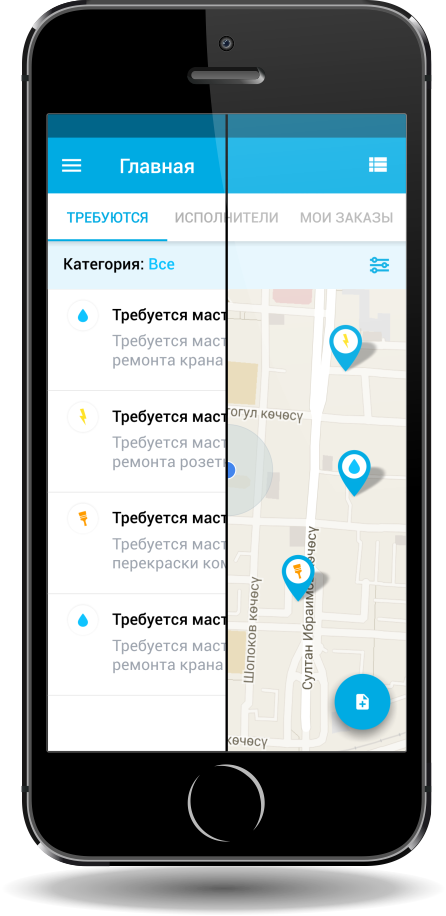 Главная
ТРЕБУЮТСЯ ИСПОЛНИТЕЛИ МОИ ЗАКАЗЫ
Категория: Все
Требуется маст
Требуется маст
ремонта крана
Требуется маст
Требуется маст
ремонта розет
Требуется маст
Требуется маст
перекраски ком
Требуется маст
Требуется маст
ремонта крана
тогул көчөсү
Шопоков көчөсү
Султан Ибраимов көчөсү
көчөсү